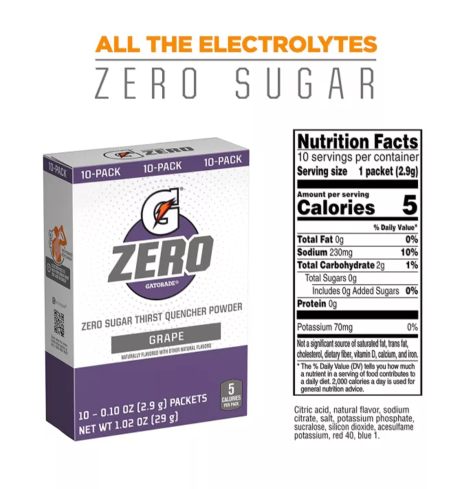 ALL THE ELECTROLYTES
ZERO SUGAR
G ZERO
10-PACK 10-PACK 10-PACK
G
ZERO
GATORADE®
ZERO SUGAR THIRST QUENCHER POWDER
GRAPE
NATURALLY FLAVORED WITH OTHER NATURAL FLAVORS
5
CALORIES
PER PACK
10 – 0.10 OZ (2.9 g) PACKETS
NET WT 1.02 OZ (29 g)
Nutrition Facts
10 servings per container
Serving size 1 packet (2.9g)
Amount per serving
Calories 5
% Daily Value*
Total Fat 0g 0%
Sodium 230mg 10%
Total Carbohydrate 2g 1%
Total Sugars 0g
Includes 0g Added Sugars 0%
Protein 0g
Potassium 70mg 0%
Not a significant source of saturated fat, trans fat,
cholesterol, dietary fiber, vitamin D, calcium, and iron.
* The % Daily Value (DV) tells you how much
a nutrient in a serving of food contributes to
a daily diet. 2,000 calories a day is used for
general nutrition advice.
Citric acid, natural flavor, sodium
citrate, salt, potassium phosphate,
sucralose, silicon dioxide, acesulfame
potassium, red 40, blue 1.